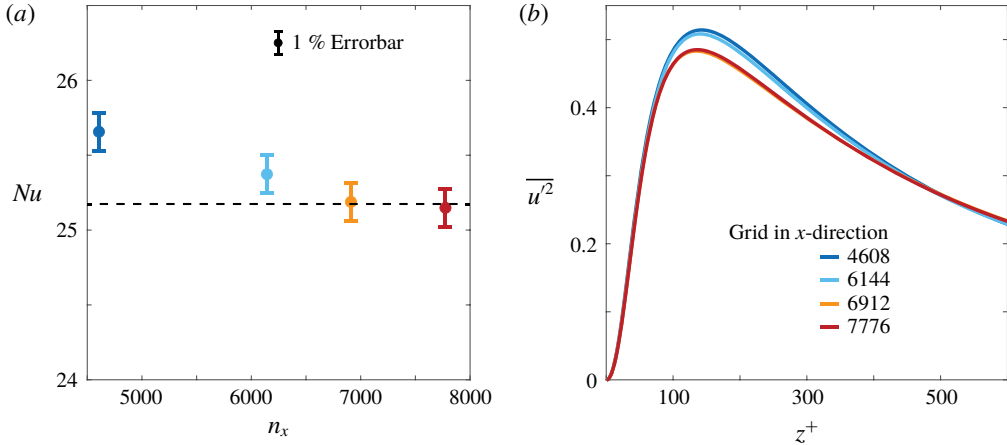 (a)
1 % Errorbar
26
Nu
25
24
5000 6000 7000 8000
n_x
(b)
0.4
\overline{u'^2}
0.2
0
Grid in x-direction
4608
6144
6912
7776
100 300 500
z^+